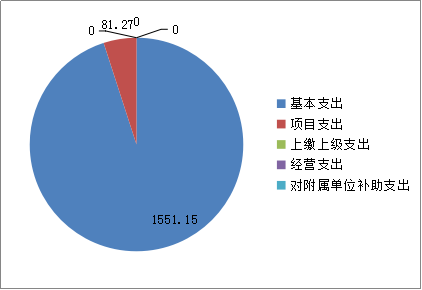 0
81.27
0
0
1551.15
基本支出
项目支出
上缴上级支出
经营支出
对附属单位补助支出